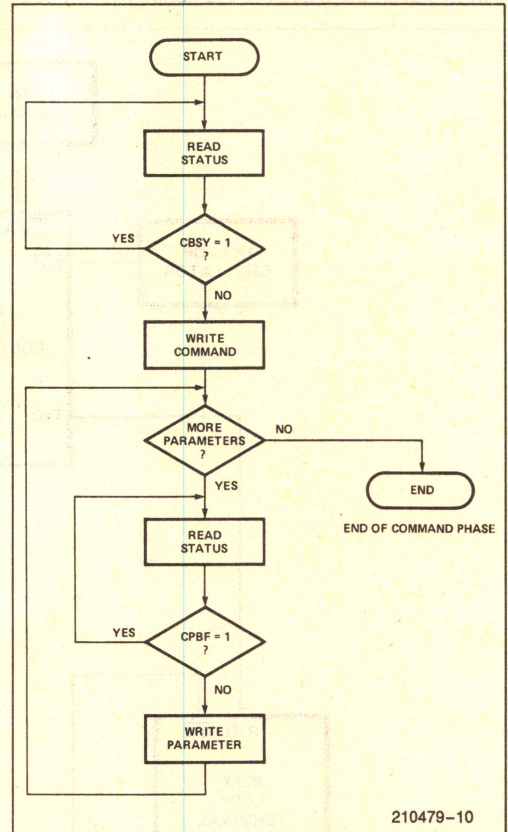 START
READ
STATUS
CBSY = 1
?
YES
NO
WRITE
COMMAND
MORE
PARAMETERS
?
NO
YES
END
END OF COMMAND PHASE
READ
STATUS
CPBF = 1
?
YES
NO
WRITE
PARAMETER
210479–10